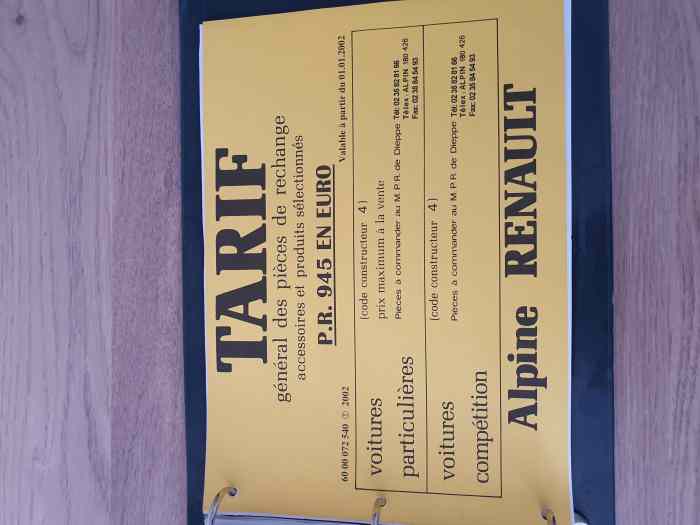 TARIF
général des pièces de rechange
accessoires et produits sélectionnés
P.R. 945 EN EURO
60 00 072 540 Ⓣ 2002 Valable à partir du 01.01.2002
voitures
particulières
(code constructeur 4)
prix maximum à la vente
Pièces à commander au M.P.R. de Dieppe
Tél: 02 35 82 81 66
Télex: ALPIN 180 426
Fax: 02 35 84 54 93
voitures
compétition
(code constructeur 4)
Pièces à commander au M.P.R. de Dieppe
Tél: 02 35 82 81 66
Télex: ALPIN 180 426
Fax: 02 35 84 54 93
Alpine RENAULT